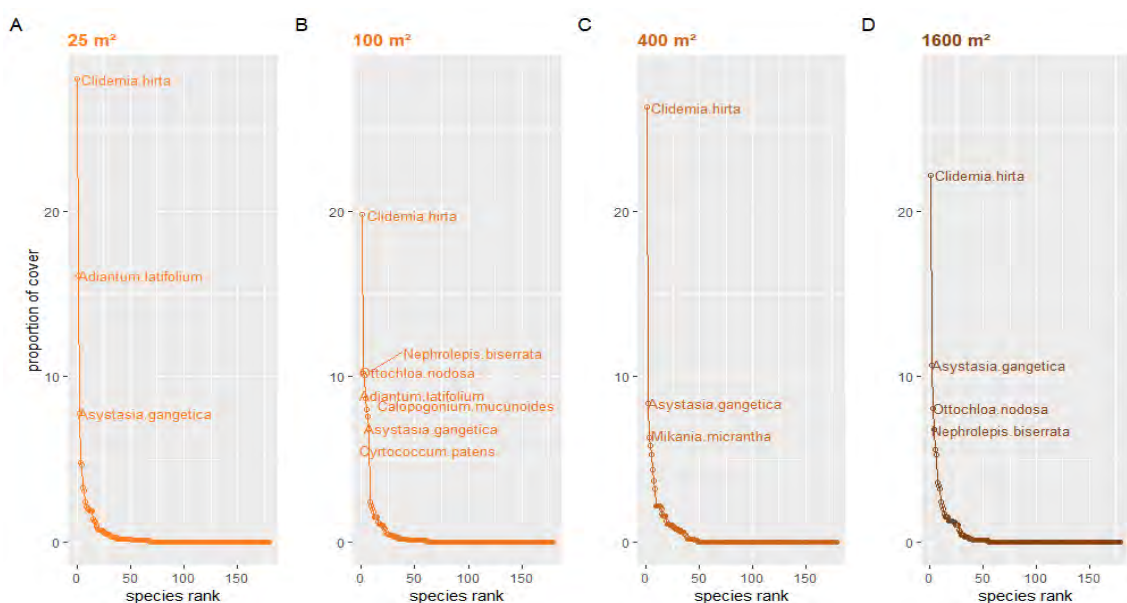 A
B
C
D
25 m²
100 m²
400 m²
1600 m²
proportion of cover
20
10
0
Clidemia.hirta
Adiantum.latifolium
Asystasia.gangetica
0
50
100
150
species rank
20
10
0
Clidemia.hirta
Nephrolepis.biserrata
Ottochloa.nodosa
Adiantum.latifolium
Calopogonium.mucunoides
Asystasia.gangetica
Cyrtococcum.patens
0
50
100
150
species rank
20
10
0
Clidemia.hirta
Asystasia.gangetica
Mikania.micrantha
0
50
100
150
species rank
20
10
0
Clidemia.hirta
Asystasia.gangetica
Ottochloa.nodosa
Nephrolepis.biserrata
0
50
100
150
species rank